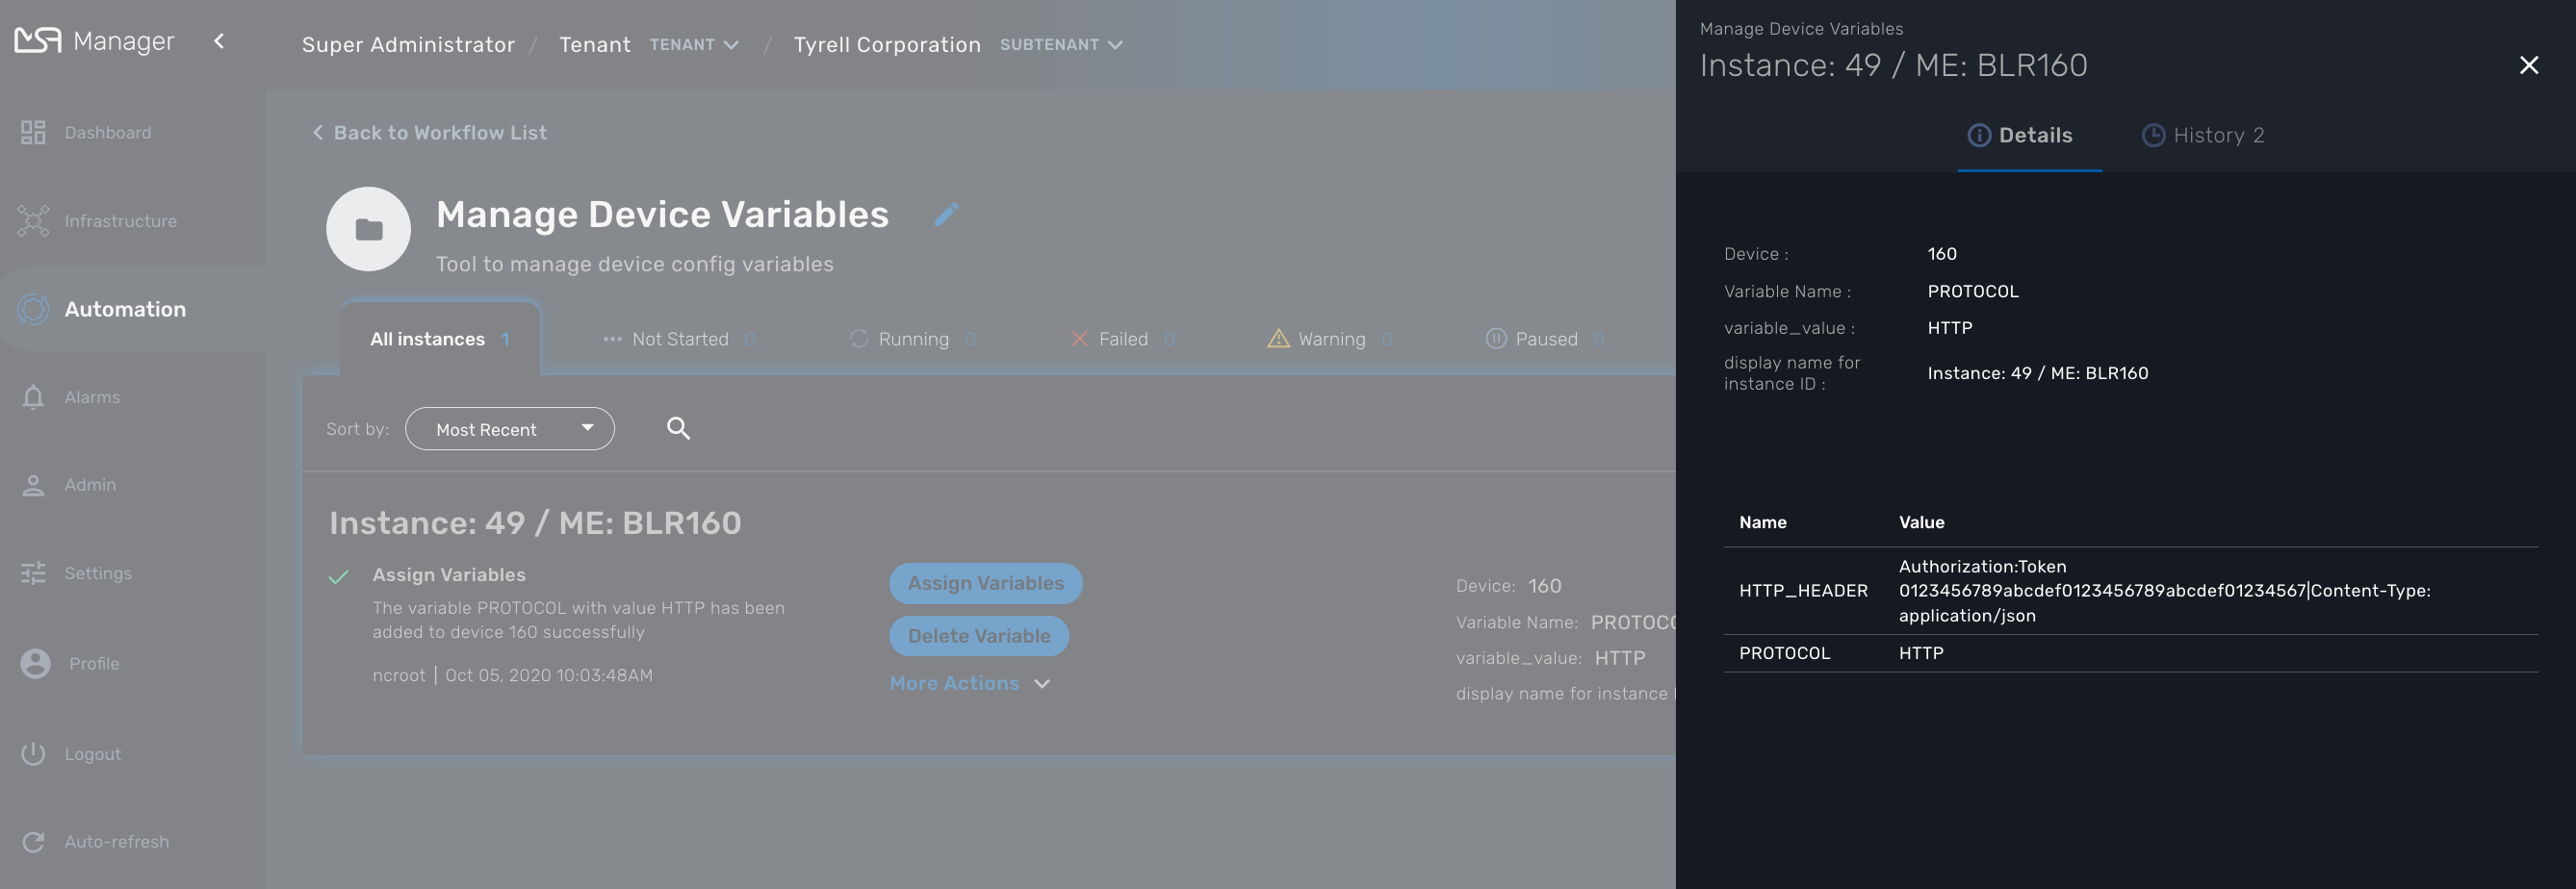 MSA Manager
Super Administrator / Tenant TENANT / Tyrell Corporation SUBTENANT
Dashboard
Infrastructure
Automation
Alarms
Admin
Settings
Profile
Logout
Auto-refresh
Back to Workflow List
Manage Device Variables
Tool to manage device config variables
All instances 1
Not Started 0
Running 0
Failed 0
Warning 0
Paused 0
Sort by: Most Recent
Instance: 49 / ME: BLR160
Assign Variables
The variable PROTOCOL with value HTTP has been
added to device 160 successfully
ncroot | Oct 05, 2020 10:03:48AM
Assign Variables
Delete Variable
More Actions
Device: 160
Variable Name: PROTOCO
variable_value: HTTP
display name for instance
Manage Device Variables
Instance: 49 / ME: BLR160
Details
History 2
Device : 160
Variable Name : PROTOCOL
variable_value : HTTP
display name for
instance ID :
Instance: 49 / ME: BLR160
Name Value
HTTP_HEADER
Authorization:Token
0123456789abcdef0123456789abcdef01234567|Content-Type:
application/json
PROTOCOL HTTP